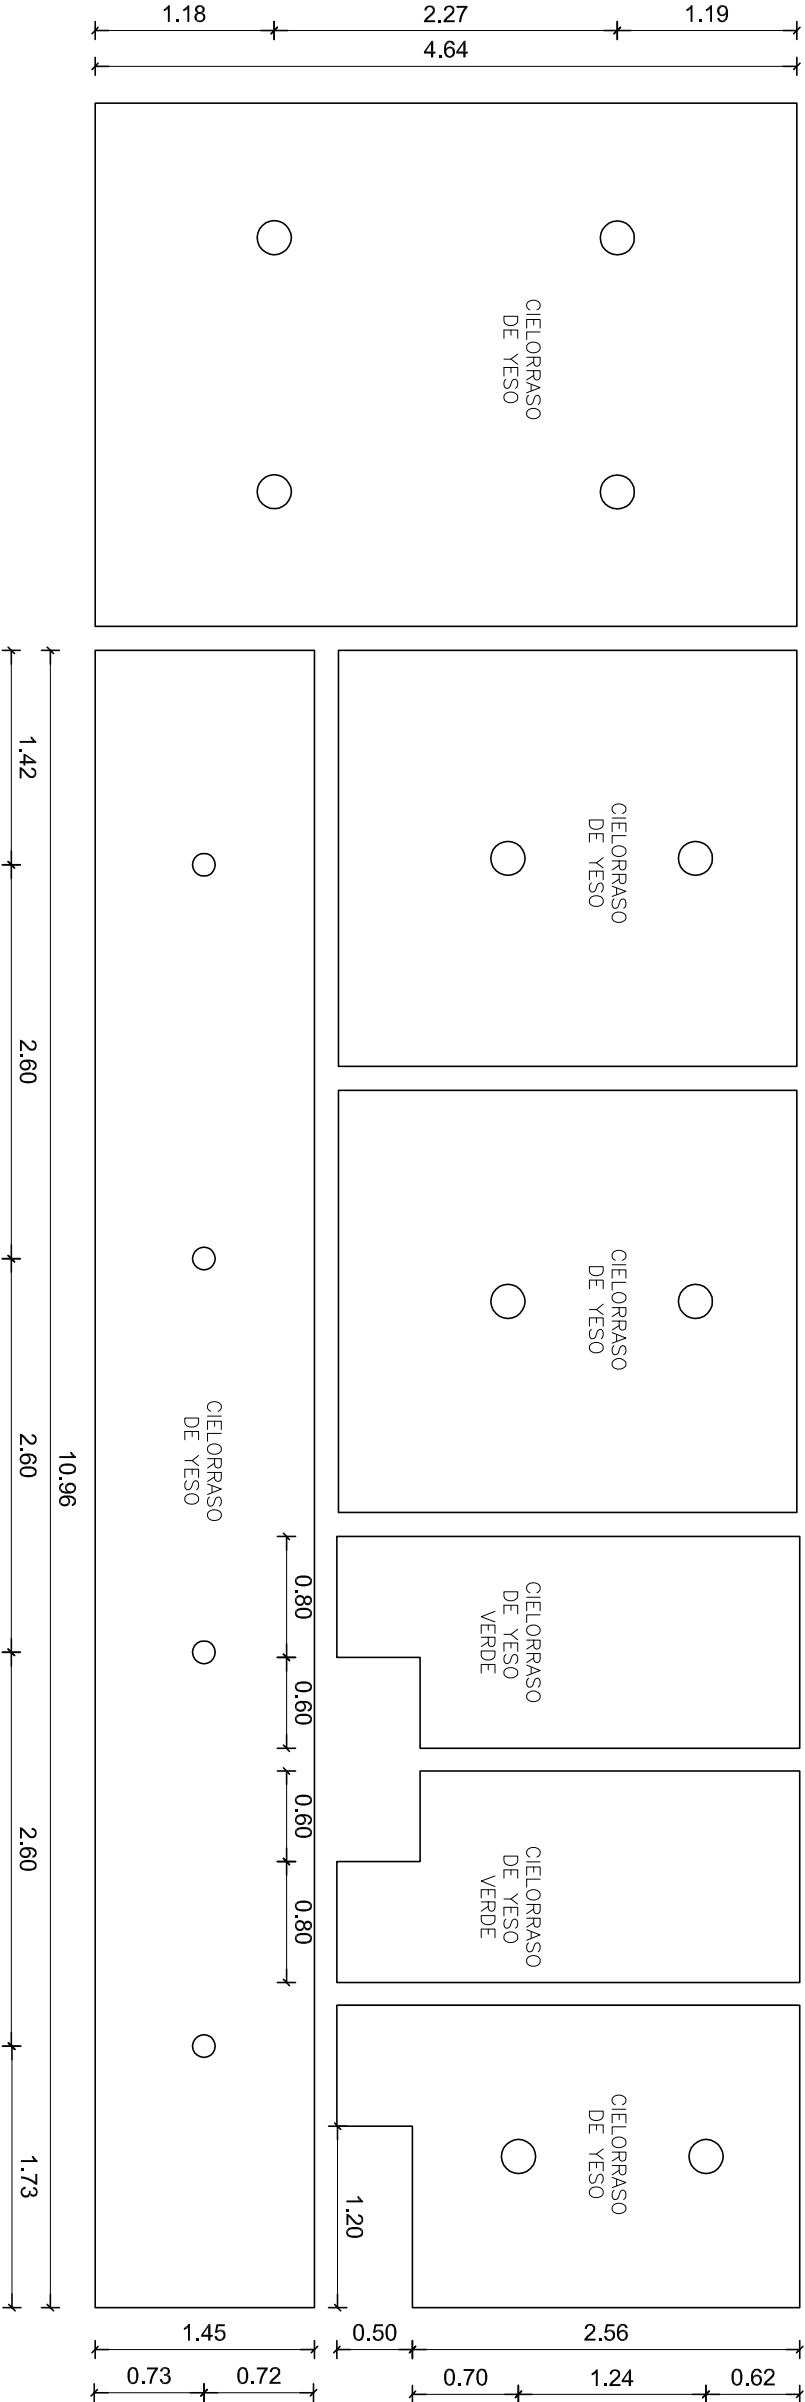 1.18
2.27
1.19
4.64
CIELORRASO
DE YESO
CIELORRASO
DE YESO
CIELORRASO
DE YESO
CIELORRASO
DE YESO
VERDE
CIELORRASO
DE YESO
VERDE
CIELORRASO
DE YESO
CIELORRASO
DE YESO
0.80
0.60
0.60
0.80
1.20
10.96
1.42
2.60
2.60
2.60
1.73
1.45
0.50
2.56
0.73
0.72
0.70
1.24
0.62